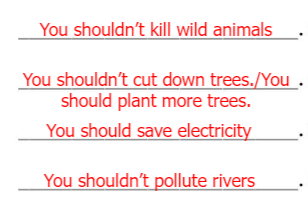 You shouldn't kill wild animals.
You shouldn't cut down trees./You.
should plant more trees.
You should save electricity.
You shouldn't pollute rivers.